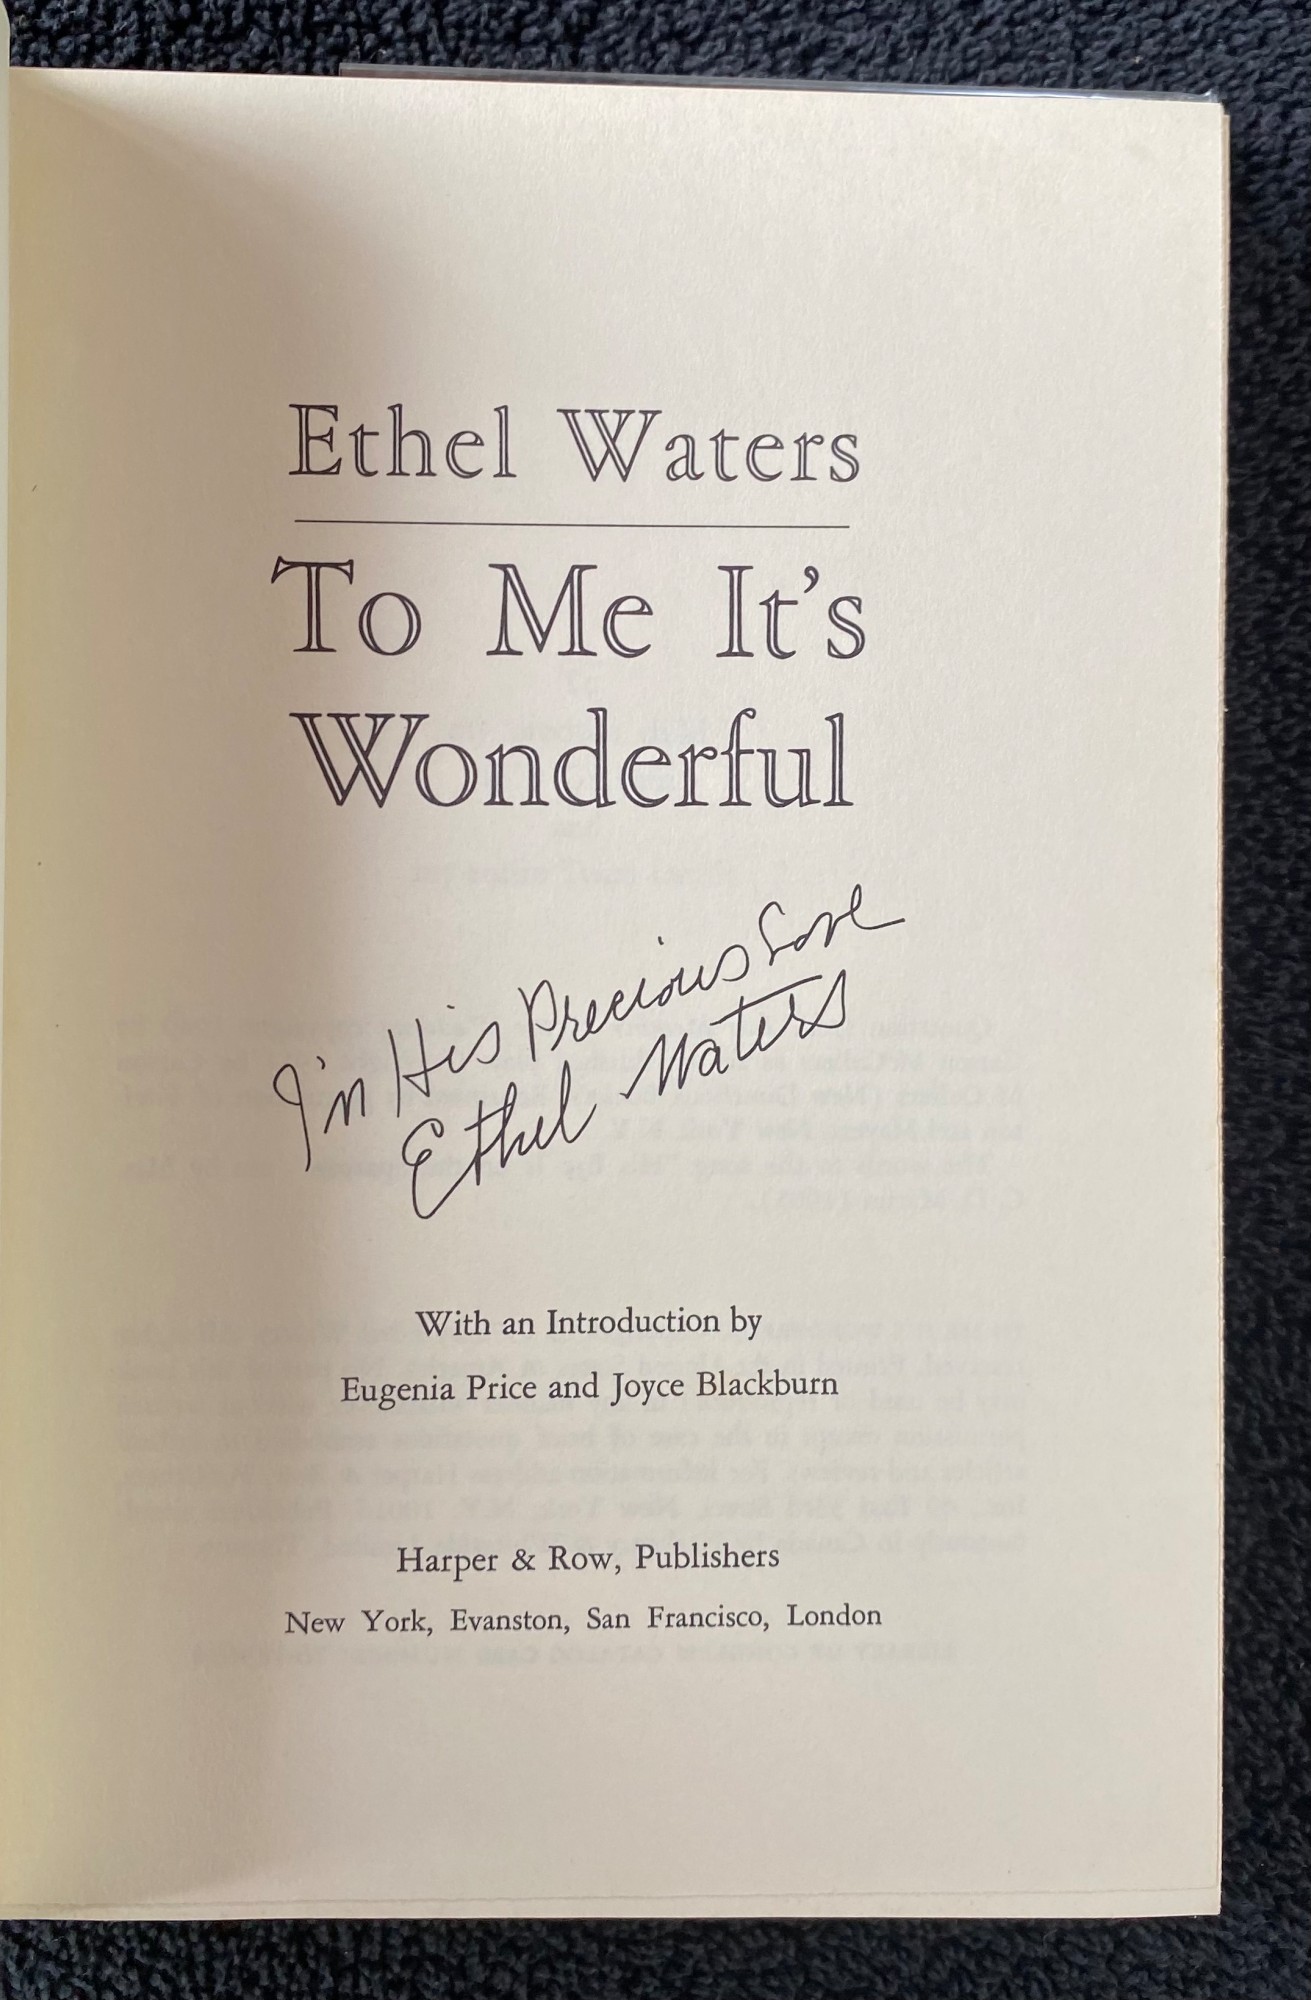 Ethel Waters
To Me It's
Wonderful
In His Precious Love
Ethel Waters
With an Introduction by
Eugenia Price and Joyce Blackburn
Harper & Row, Publishers
New York, Evanston, San Francisco, London